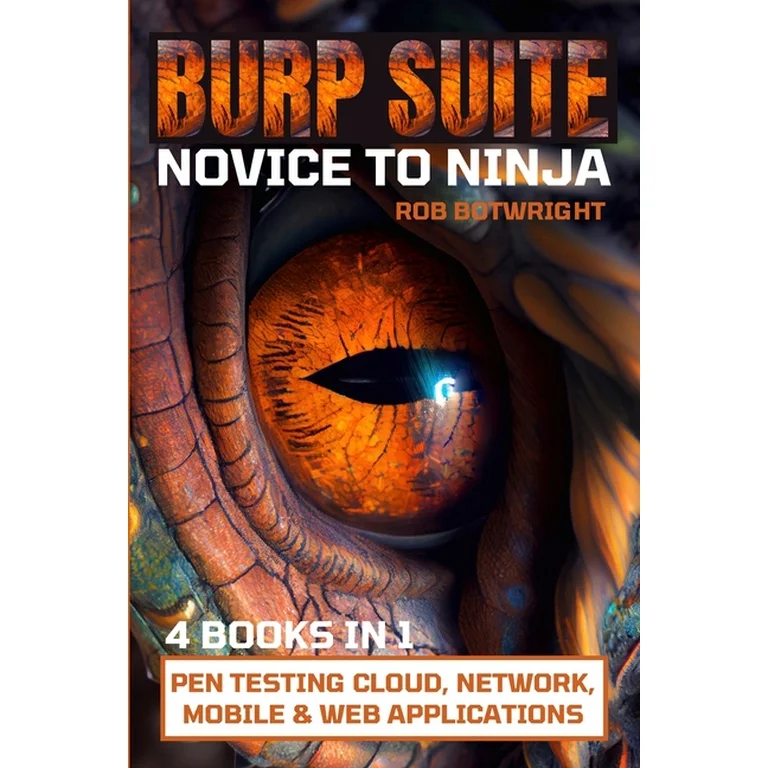 BURP SUITE
NOVICE TO NINJA
ROB BOTWRIGHT
4 BOOKS IN 1
PEN TESTING CLOUD, NETWORK,
MOBILE & WEB APPLICATIONS